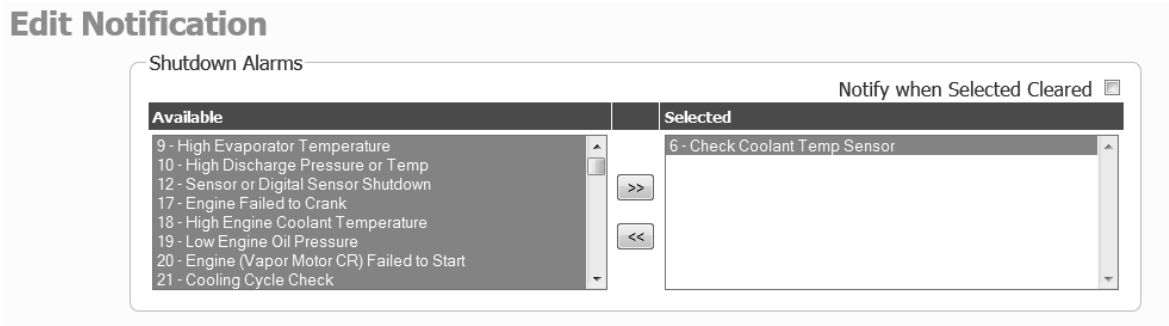 Edit Notification
Shutdown Alarms
Notify when Selected Cleared
Available
Selected
9 - High Evaporator Temperature
10 - High Discharge Pressure or Temp
12 - Sensor or Digital Sensor Shutdown
17 - Engine Failed to Crank
18 - High Engine Coolant Temperature
19 - Low Engine Oil Pressure
20 - Engine (Vapor Motor CR) Failed to Start
21 - Cooling Cycle Check
>>
<<
6 - Check Coolant Temp Sensor